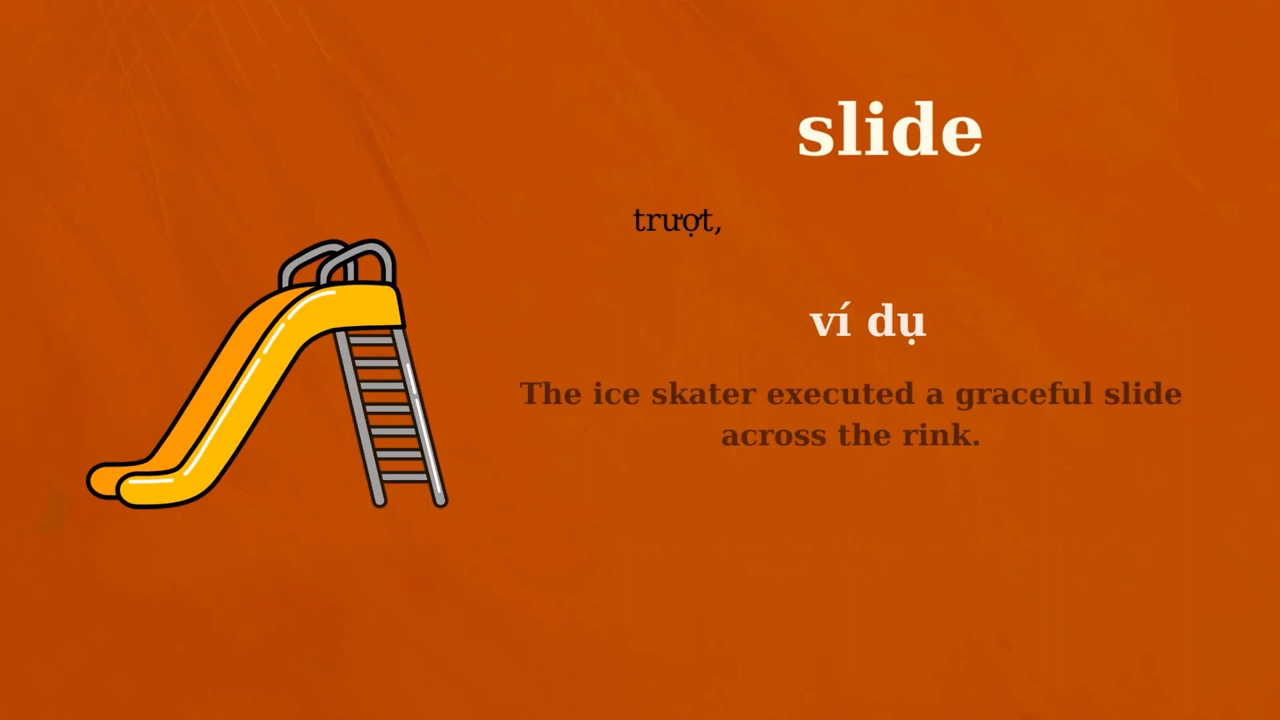 slide
trượt,
ví dụ
The ice skater executed a graceful slide
across the rink.